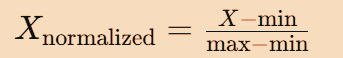 X_normalized = (X−min)/(max−min)